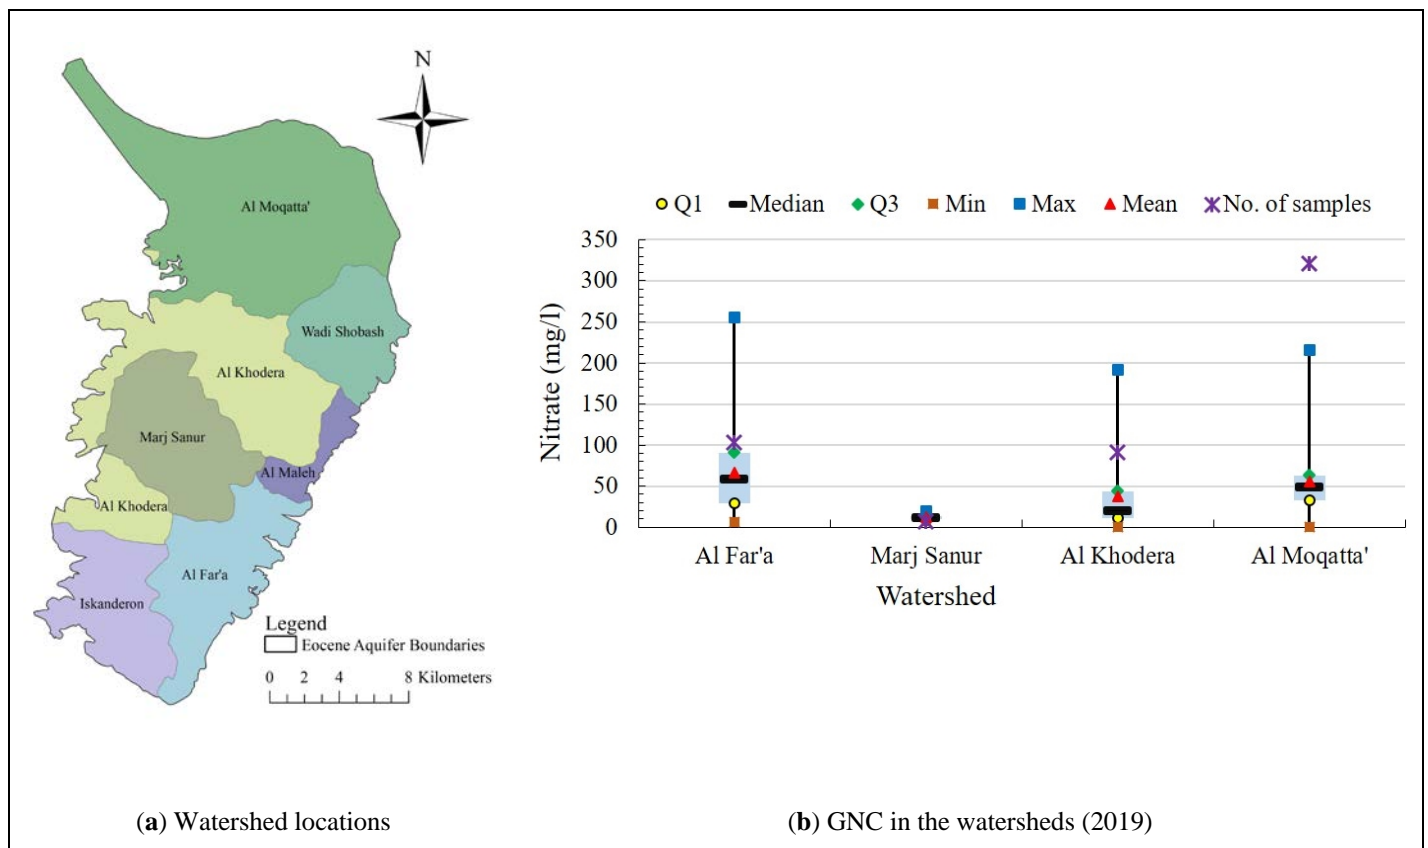 N
Al Moqatta'
Wadi Shobash
Al Khodera
Marj Sanur
Al Maleh
Al Khodera
Al Far'a
Iskanderon
Legend
Eocene Aquifer Boundaries
0 2 4 8 Kilometers
(a) Watershed locations
Q1 Median Q3 Min Max Mean No. of samples
350
300
250
200
150
100
50
0
Nitrate (mg/l)
Al Far'a Marj Sanur Al Khodera Al Moqatta'
Watershed
(b) GNC in the watersheds (2019)